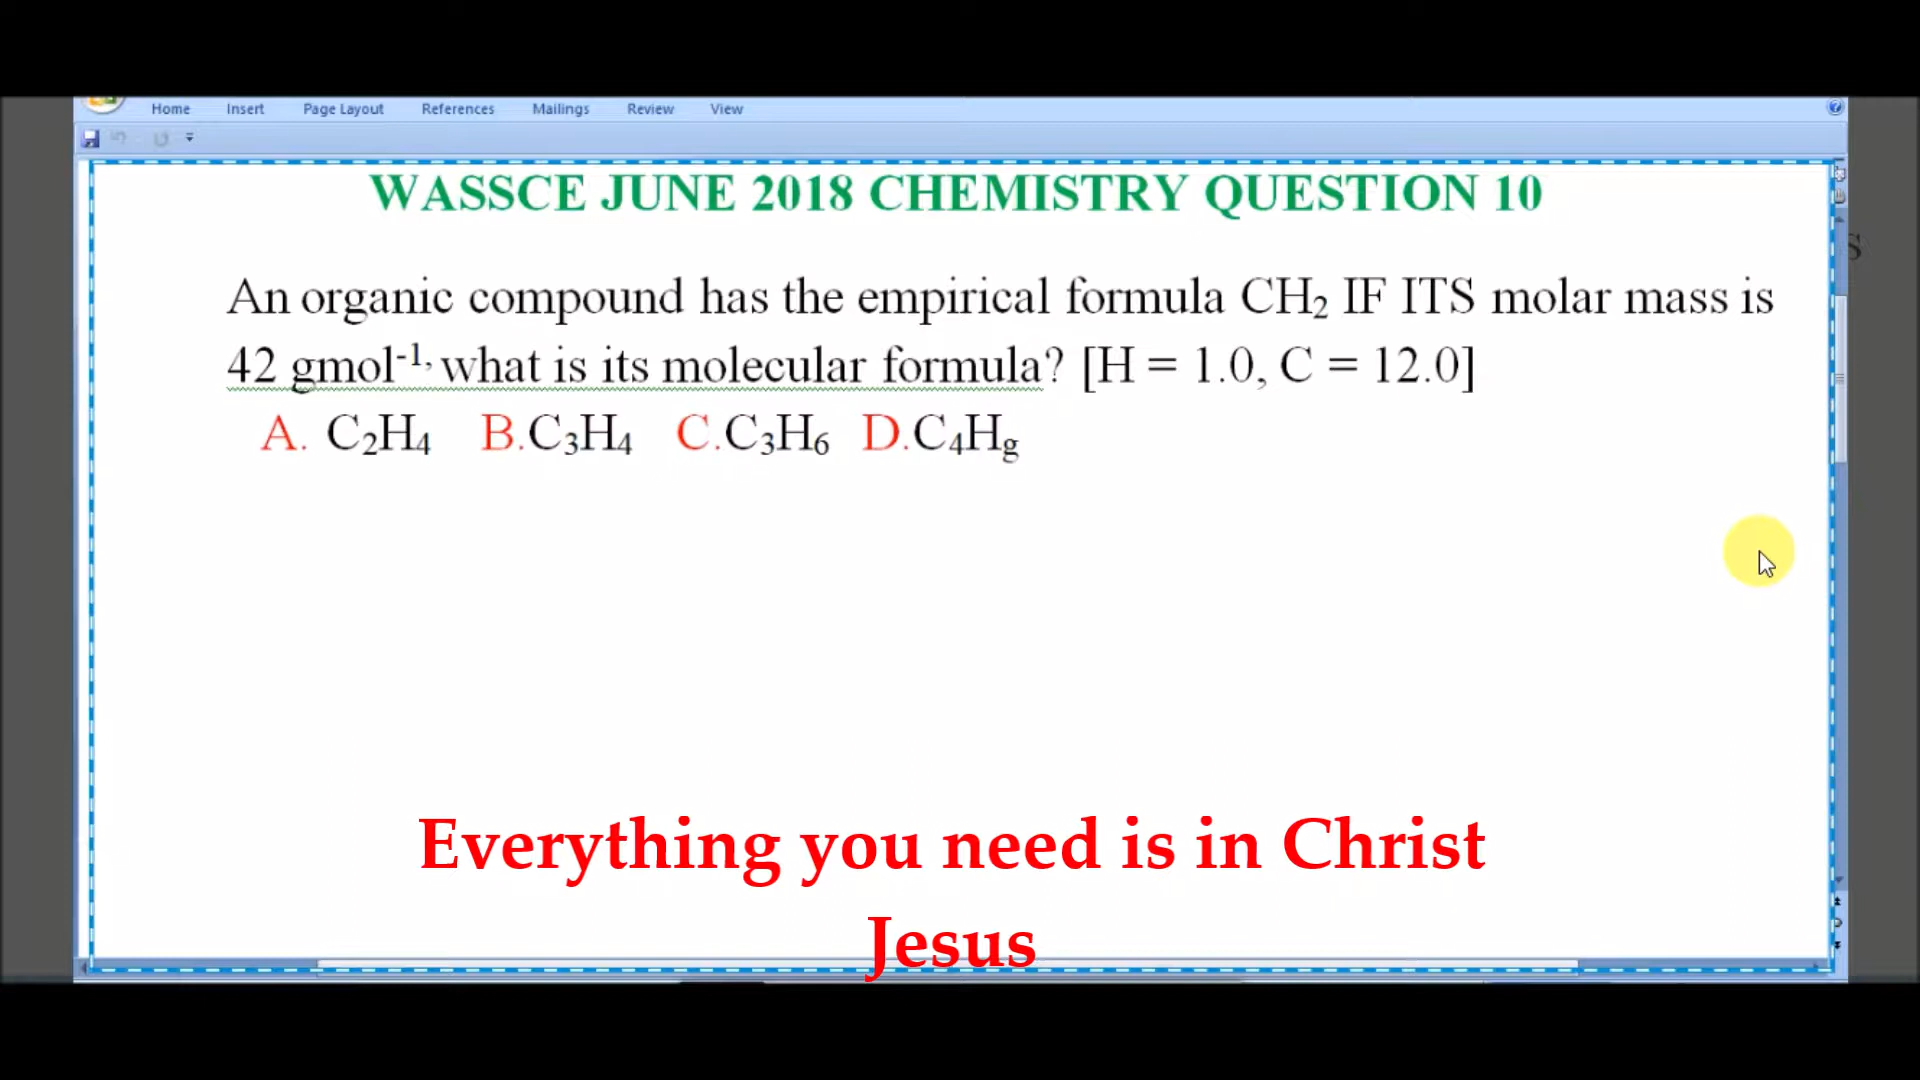 Home Insert Page Layout References Mailings Review View
WASSCE JUNE 2018 CHEMISTRY QUESTION 10
An organic compound has the empirical formula CH₂ IF ITS molar mass is
42 gmol⁻¹, what is its molecular formula? [H = 1.0, C = 12.0]
A. C₂H₄ B.C₃H₄ C.C₃H₆ D.C₄Hg
Everything you need is in Christ
Jesus